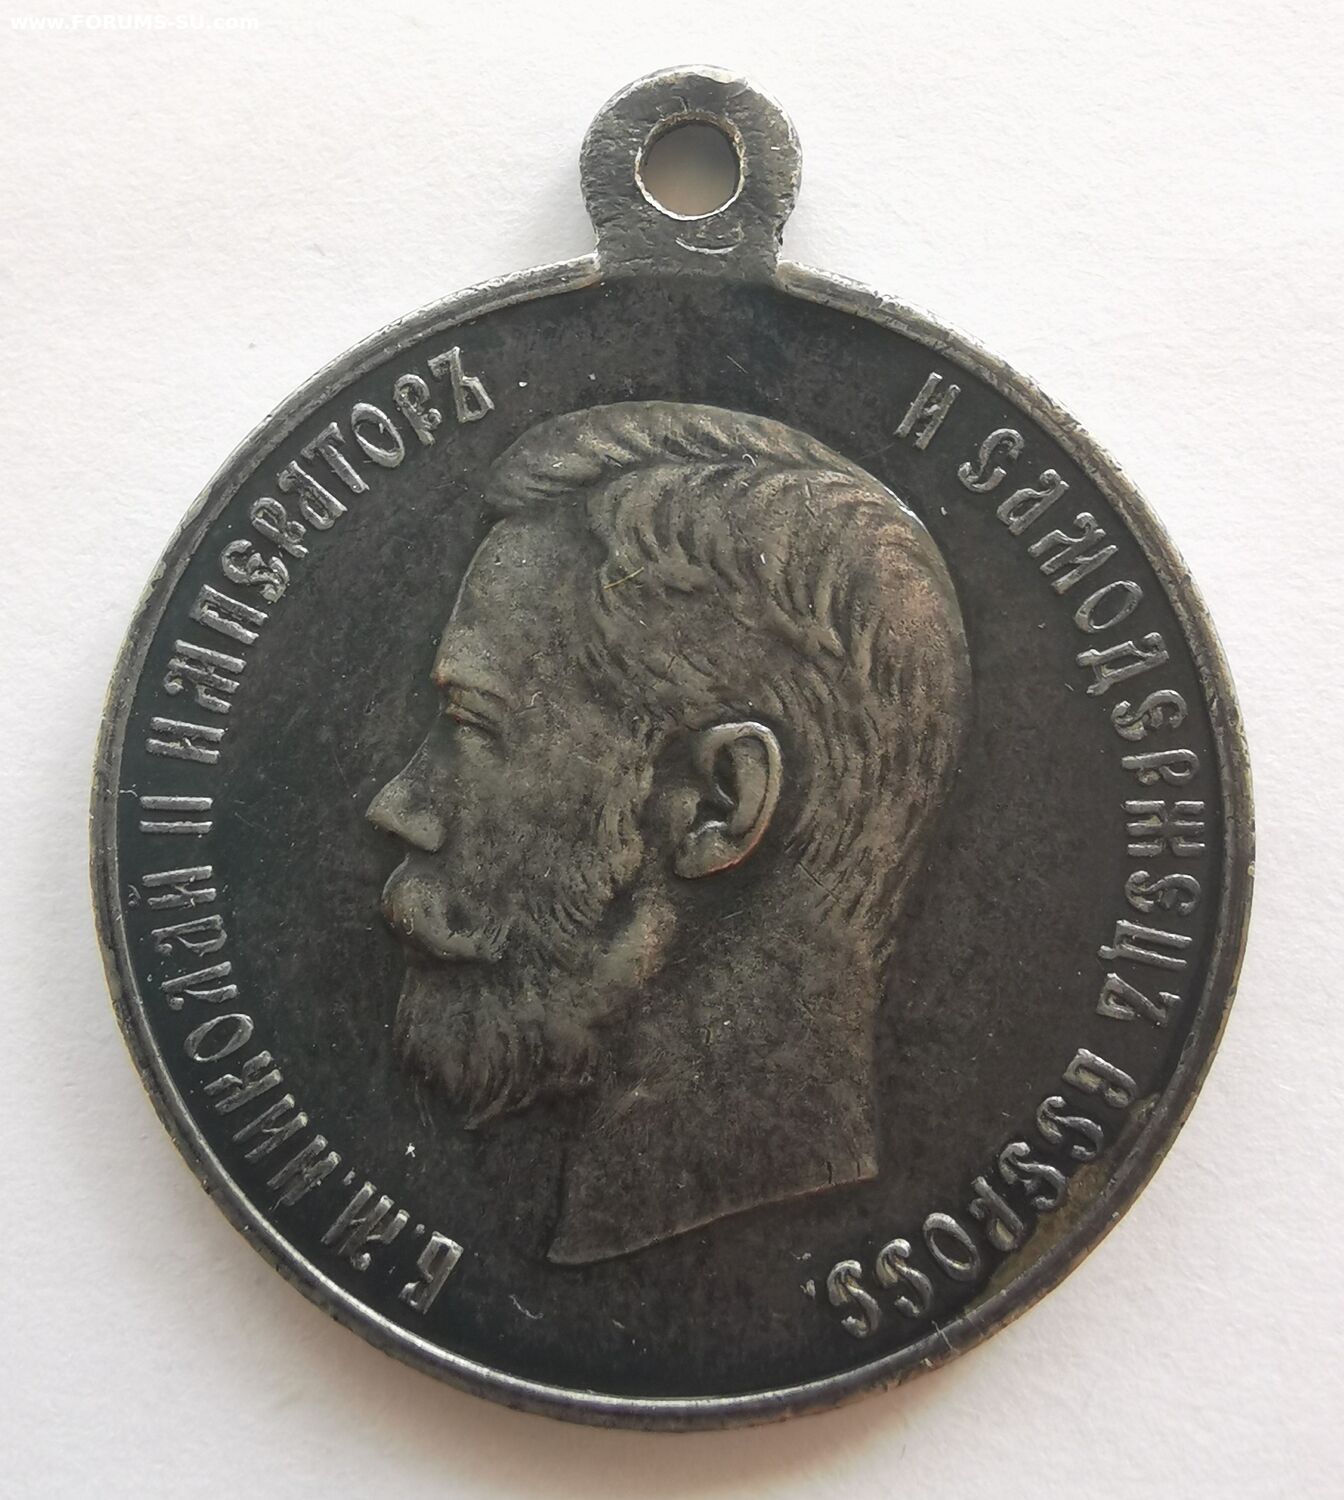 www.FORUMS-SU.com
Б.М. НИКОЛАЙ II ИМПЕРАТОРЪ
И САМОДЕРЖЕЦЪ ВСЕРОСС.